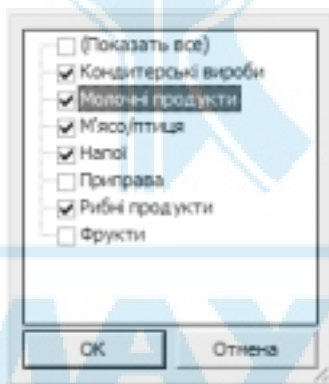 (Показать все)
Кондитерські вироби
Молочні продукти
М'ясо/птиця
Напої
Приправа
Рибні продукти
Фрукти
OK
Отмена